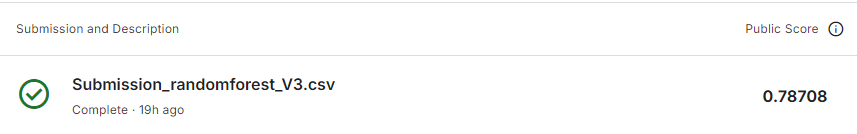 Submission and Description Public Score
Submission_randomforest_V3.csv
Complete · 19h ago
0.78708